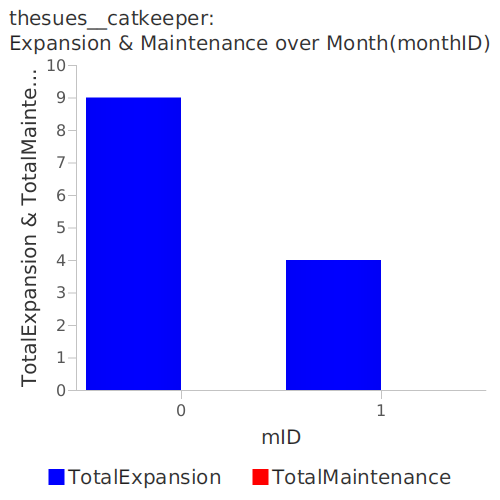 thesues__catkeeper:
Expansion & Maintenance over Month(monthID)
TotalExpansion & TotalMainte...
10
9
8
7
6
5
4
3
2
1
0
0 1
mID
TotalExpansion TotalMaintenance